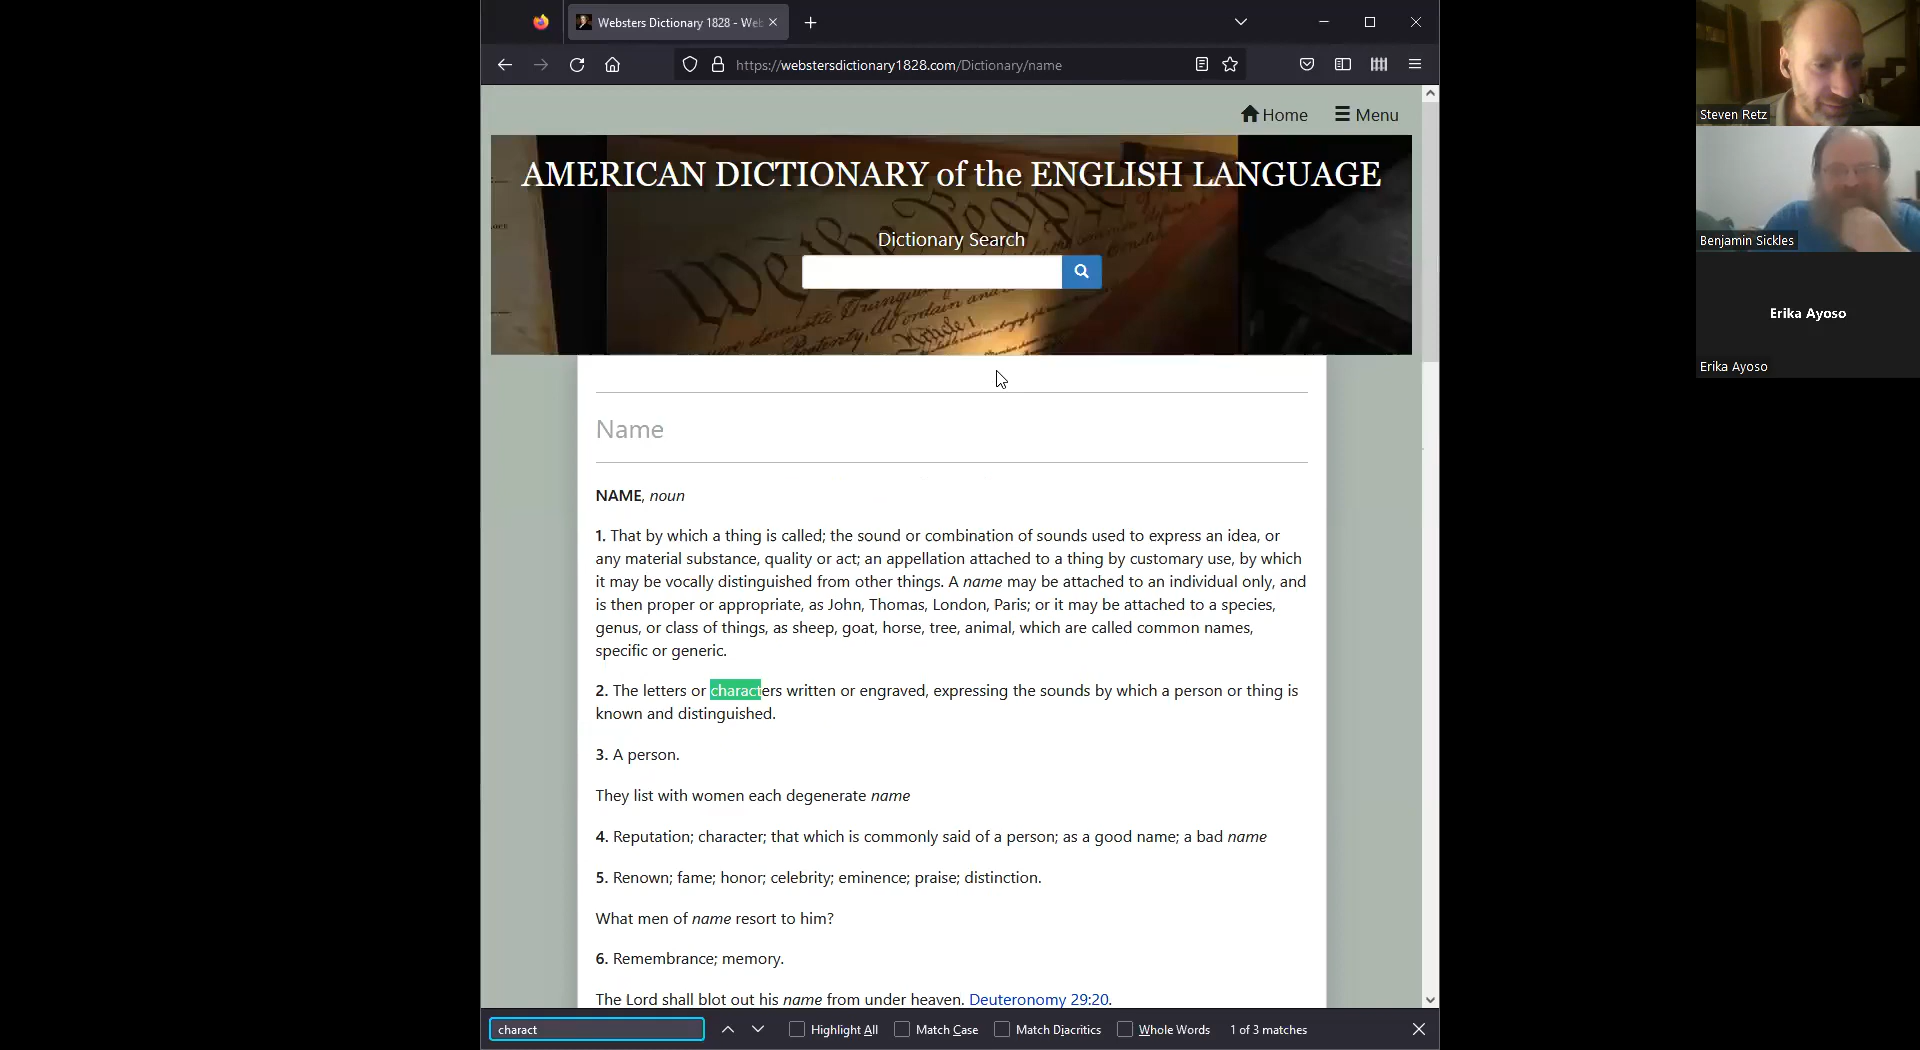 Websters Dictionary 1828 - Web
https://webstersdictionary1828.com/Dictionary/name
Home Menu
AMERICAN DICTIONARY of the ENGLISH LANGUAGE
We the People
Dictionary Search
Article I
Name
NAME, noun
1. That by which a thing is called; the sound or combination of sounds used to express an idea, or
any material substance, quality or act; an appellation attached to a thing by customary use, by which
it may be vocally distinguished from other things. A name may be attached to an individual only, and
is then proper or appropriate, as John, Thomas, London, Paris; or it may be attached to a species,
genus, or class of things, as sheep, goat, horse, tree, animal, which are called common names,
specific or generic.
2. The letters or characters written or engraved, expressing the sounds by which a person or thing is
known and distinguished.
3. A person.
They list with women each degenerate name
4. Reputation; character; that which is commonly said of a person; as a good name; a bad name
5. Renown; fame; honor; celebrity; eminence; praise; distinction.
What men of name resort to him?
6. Remembrance; memory.
The Lord shall blot out his name from under heaven. Deuteronomy 29:20.
charact
Highlight All
Match Case
Match Diacritics
Whole Words
1 of 3 matches
Steven Retz
Benjamin Sickles
Erika Ayoso
Erika Ayoso